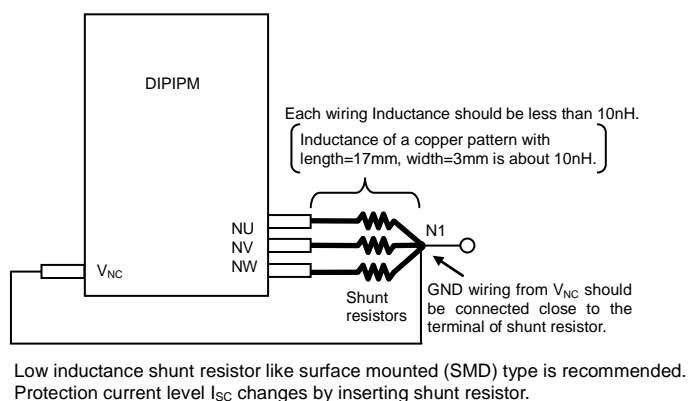 DIPIPM
Each wiring Inductance should be less than 10nH.
Inductance of a copper pattern with
length=17mm, width=3mm is about 10nH.
NU
NV
NW
VNC
N1
Shunt
resistors
GND wiring from VNC should
be connected close to the
terminal of shunt resistor.
Low inductance shunt resistor like surface mounted (SMD) type is recommended.
Protection current level ISC changes by inserting shunt resistor.